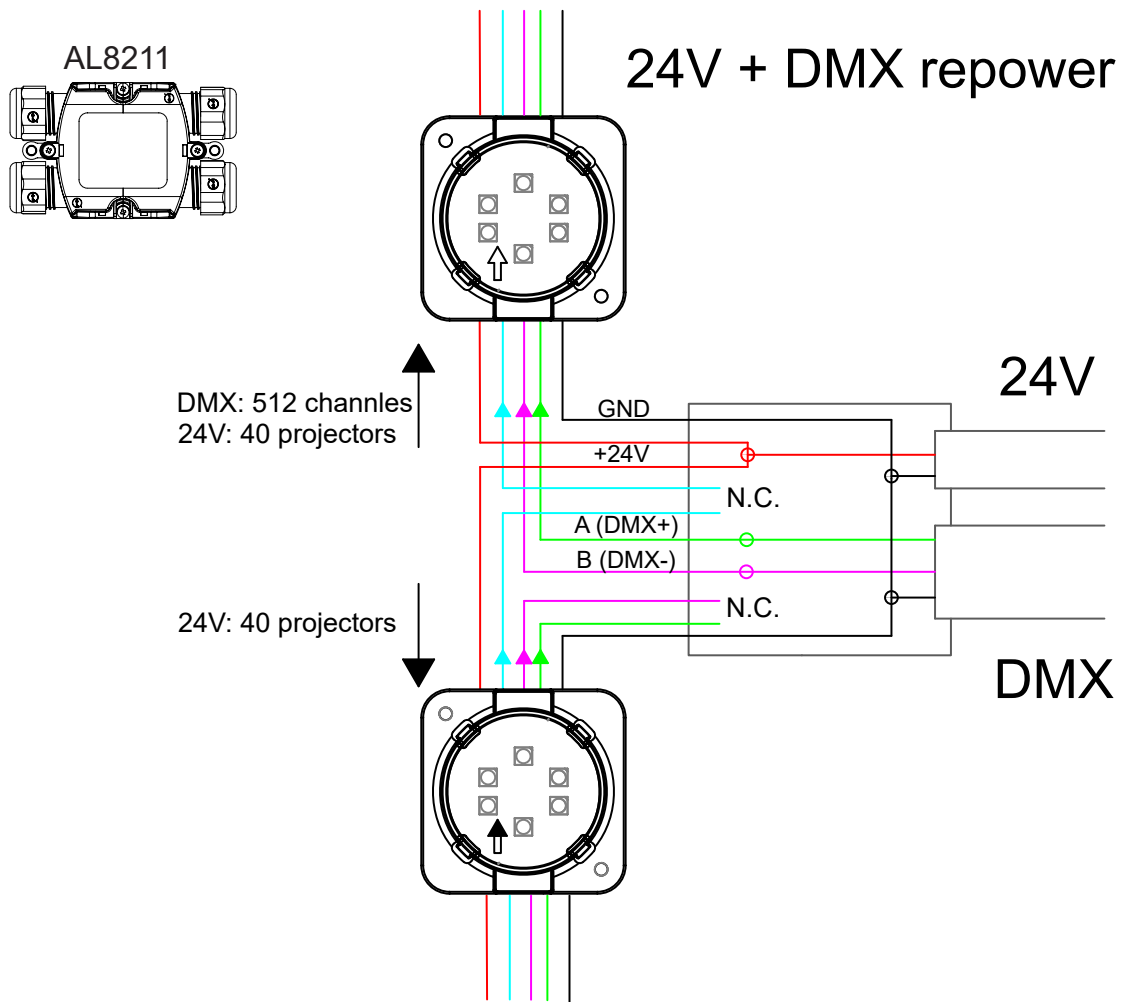 AL8211
24V + DMX repower
24V
DMX: 512 channles
24V: 40 projectors
GND
+24V
N.C.
A (DMX+)
B (DMX-)
N.C.
24V: 40 projectors
DMX